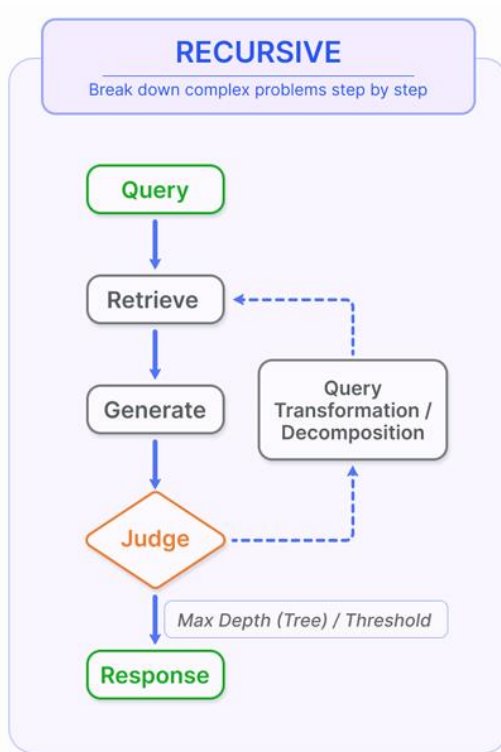 RECURSIVE
Break down complex problems step by step
Query
Retrieve
Generate
Query
Transformation /
Decomposition
Judge
Max Depth (Tree) / Threshold
Response